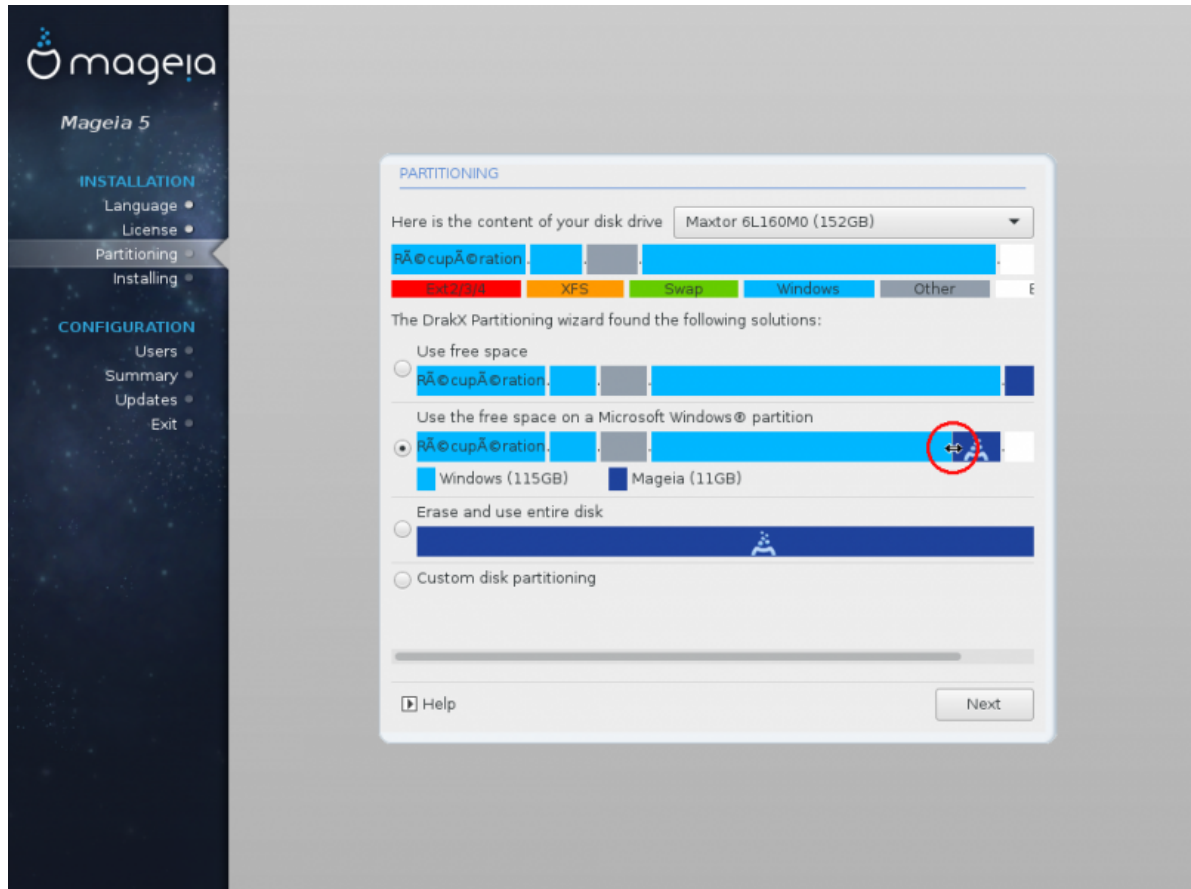 mageia
Mageia 5
INSTALLATION
Language
License
Partitioning
Installing
CONFIGURATION
Users
Summary
Updates
Exit
PARTITIONING
Here is the content of your disk drive Maxtor 6L160M0 (152GB)
RÃ©cupÃ©ration
Ext2/3/4 XFS Swap Windows Other E
The DrakX Partitioning wizard found the following solutions:
Use free space
RÃ©cupÃ©ration
Use the free space on a Microsoft Windows® partition
RÃ©cupÃ©ration
Windows (115GB) Mageia (11GB)
Erase and use entire disk
Custom disk partitioning
Help Next